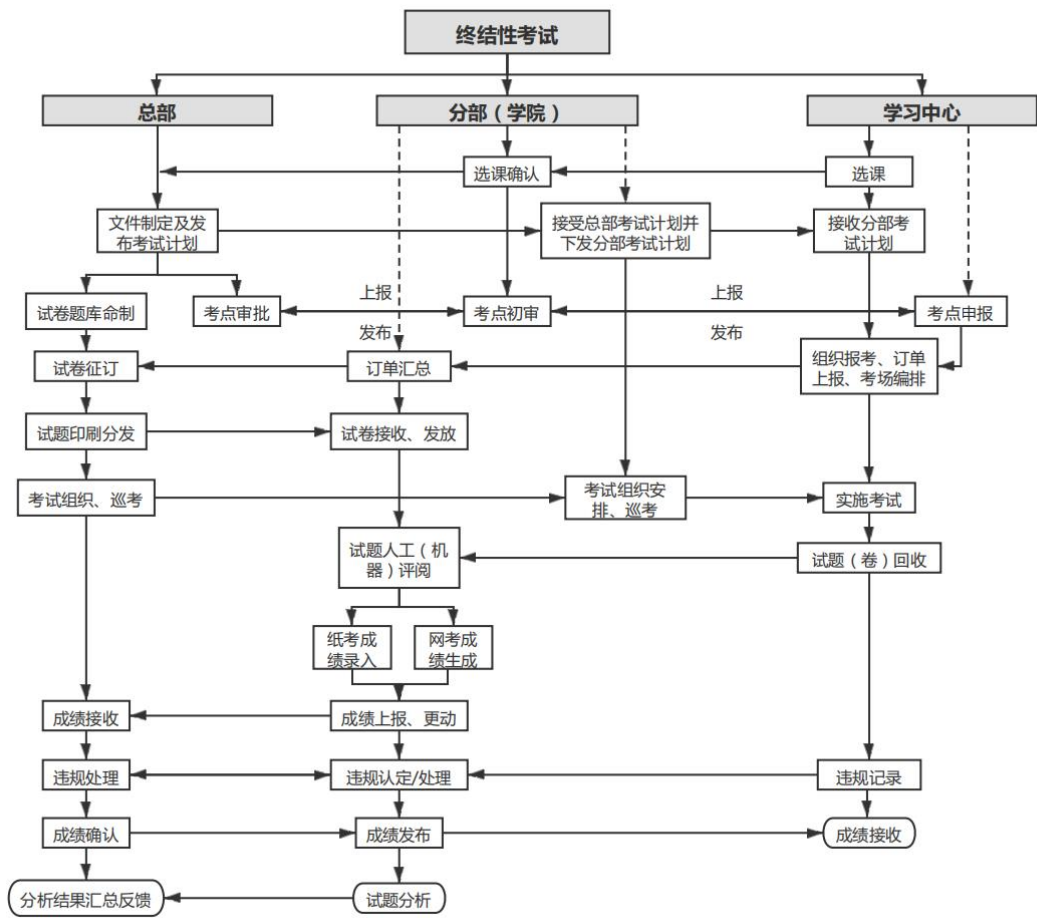 终结性考试
总部
分部（学院）
学习中心
选课确认
选课
文件制定及发
布考试计划
接受总部考试计划并
下发分部考试计划
接收分部考
试计划
上报
上报
试卷题库命制
考点审批
考点初审
考点申报
发布
发布
试卷征订
订单汇总
组织报考、订单
上报、考场编排
试题印刷分发
试卷接收、发放
考试组织、巡考
考试组织安
排、巡考
实施考试
试题人工（机
器）评阅
试题（卷）回收
纸考成
绩录入
网考成
绩生成
成绩接收
成绩上报、更动
违规处理
违规认定/处理
违规记录
成绩确认
成绩发布
成绩接收
分析结果汇总反馈
试题分析